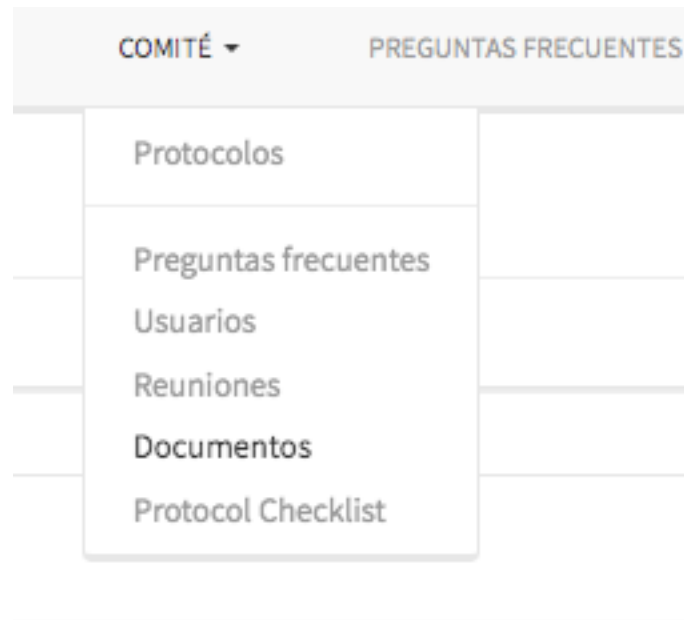 COMITÉ PREGUNTAS FRECUENTES
Protocolos
Preguntas frecuentes
Usuarios
Reuniones
Documentos
Protocol Checklist